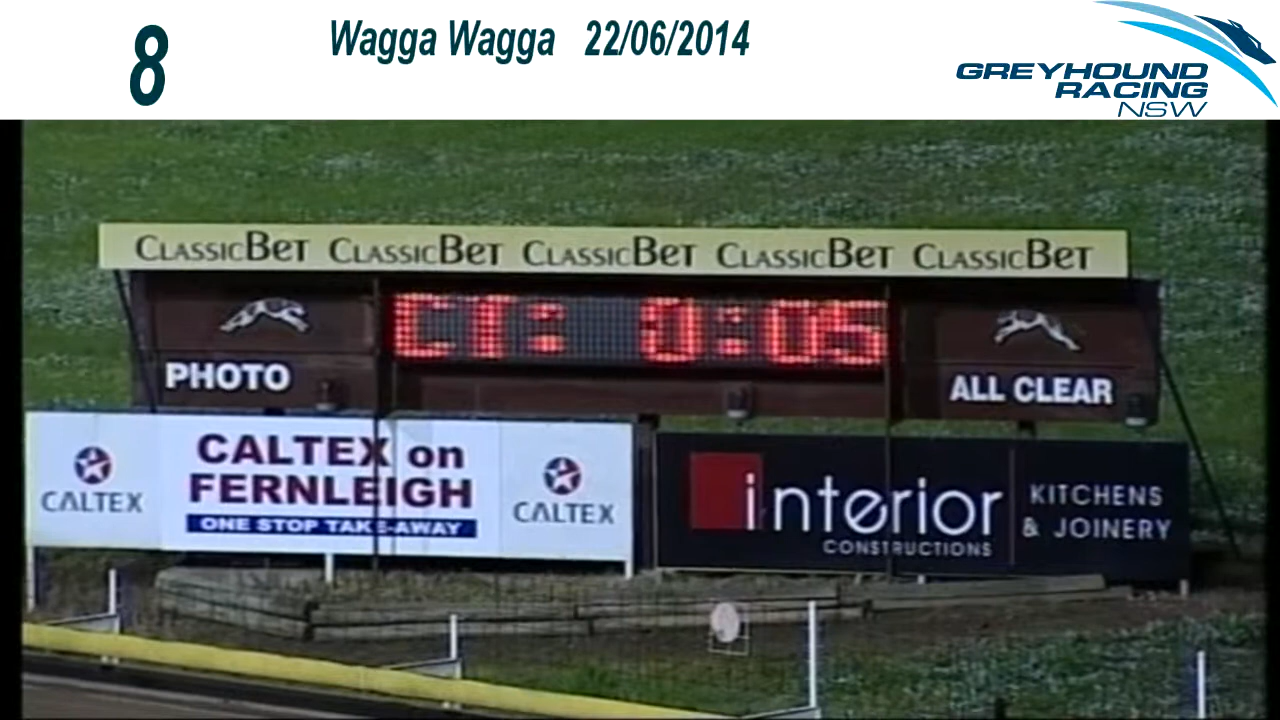 8
Wagga Wagga 22/06/2014
GREYHOUND
RACING
NSW
CLASSICBET CLASSICBET CLASSICBET CLASSICBET CLASSICBET
CT: 0:05
PHOTO
ALL CLEAR
CALTEX
CALTEX on
FERNLEIGH
ONE STOP TAKE-AWAY
CALTEX
interior
CONSTRUCTIONS
KITCHENS
& JOINERY